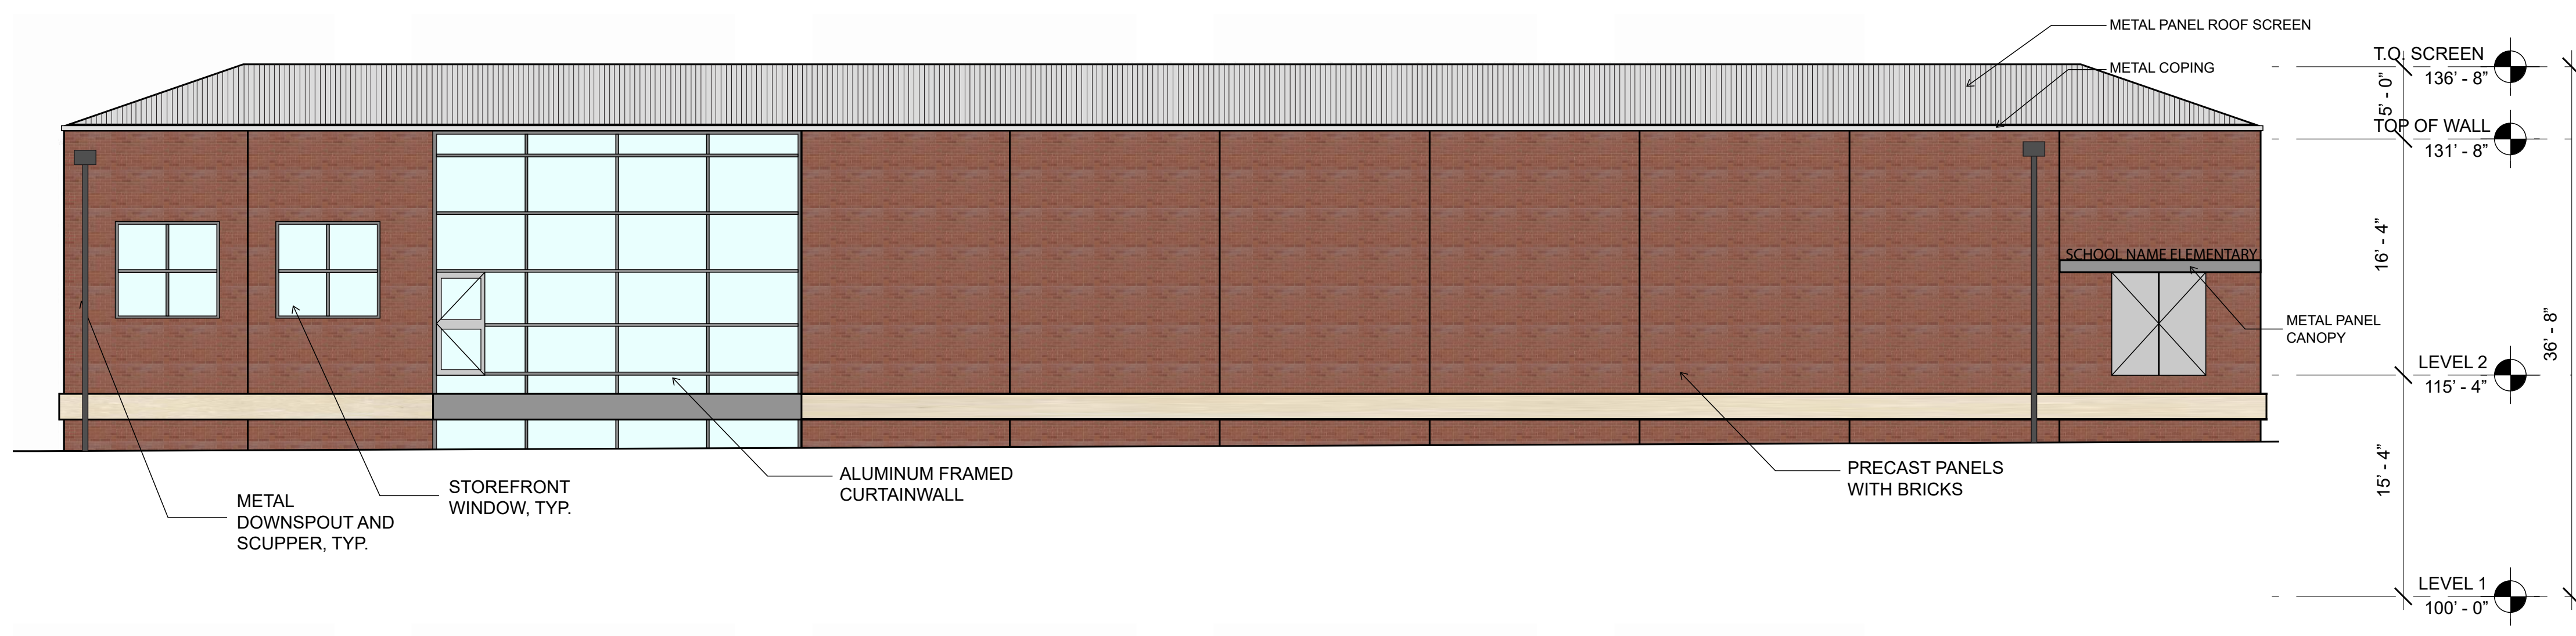 METAL PANEL ROOF SCREEN
METAL COPING
T.O. SCREEN
136’ - 8”
5’ - 0”
TOP OF WALL
131’ - 8”
16’ - 4”
SCHOOL NAME ELEMENTARY
METAL PANEL
CANOPY
36’ - 8”
LEVEL 2
115’ - 4”
15’ - 4”
PRECAST PANELS
WITH BRICKS
ALUMINUM FRAMED
CURTAINWALL
STOREFRONT
WINDOW, TYP.
METAL
DOWNSPOUT AND
SCUPPER, TYP.
LEVEL 1
100’ - 0”